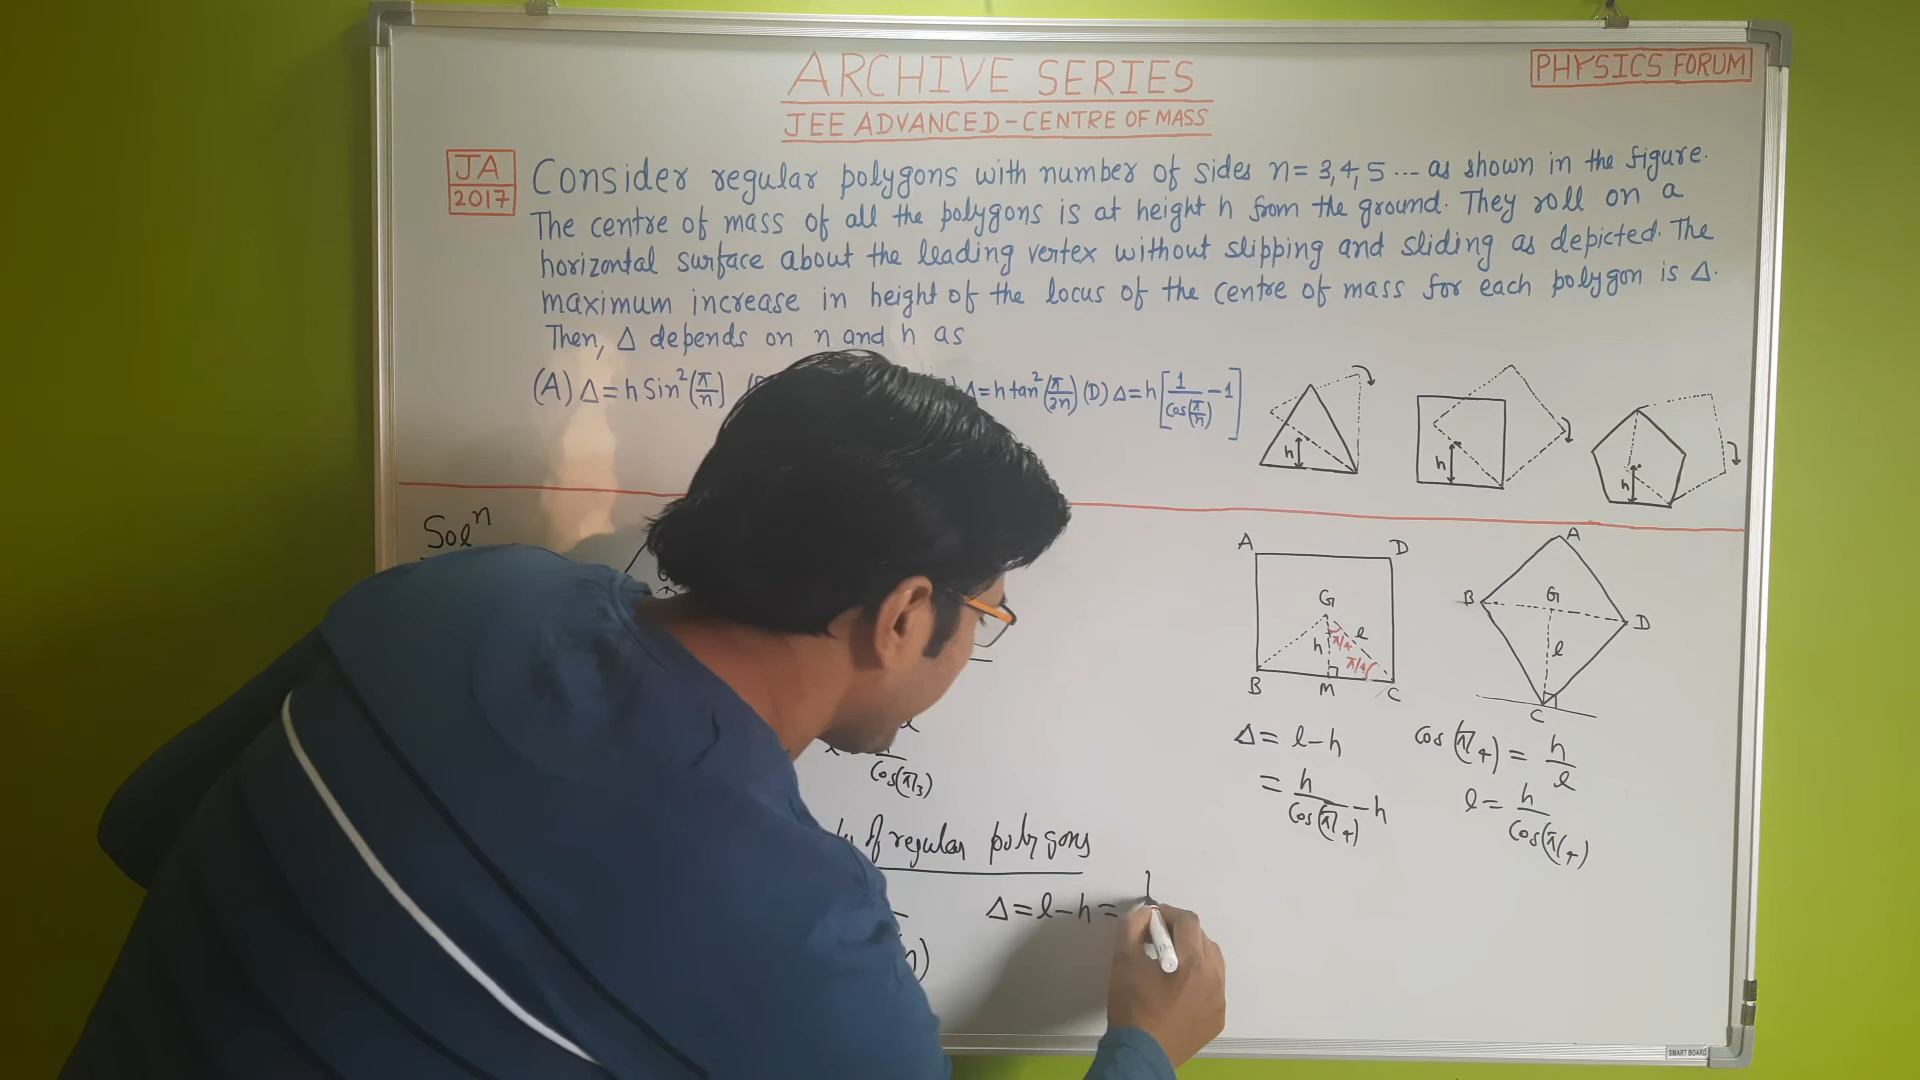 ARCHIVE SERIES
PHYSICS FORUM
JEE ADVANCED-CENTRE OF MASS
JA
2017
Consider regular polygons with number of sides n= 3,4,5 --- as shown in the figure.
The centre of mass of all the polygons is at height h from the ground. They roll on a
horizontal surface about the leading vertex without slipping and sliding as depicted. The
maximum increase in height of the locus of the centre of mass for each polygon is Δ.
Then, Δ depends on n and h as
(A) Δ=h Sin²(π/n) Δ=h tan²(π/2n) (D) Δ=h[1/cos(π/n) -1]
h
h
h
Solⁿ
A D
G
h l
π/4
π/4
B M C
A
B G D
l
C
Δ= l-h
= h/Cos(π/4) -h
cos(π/4) = h/l
l= h/Cos(π/4)
Cos(π/3)
of regular polygons
Δ=l-h=
SMART BOARD